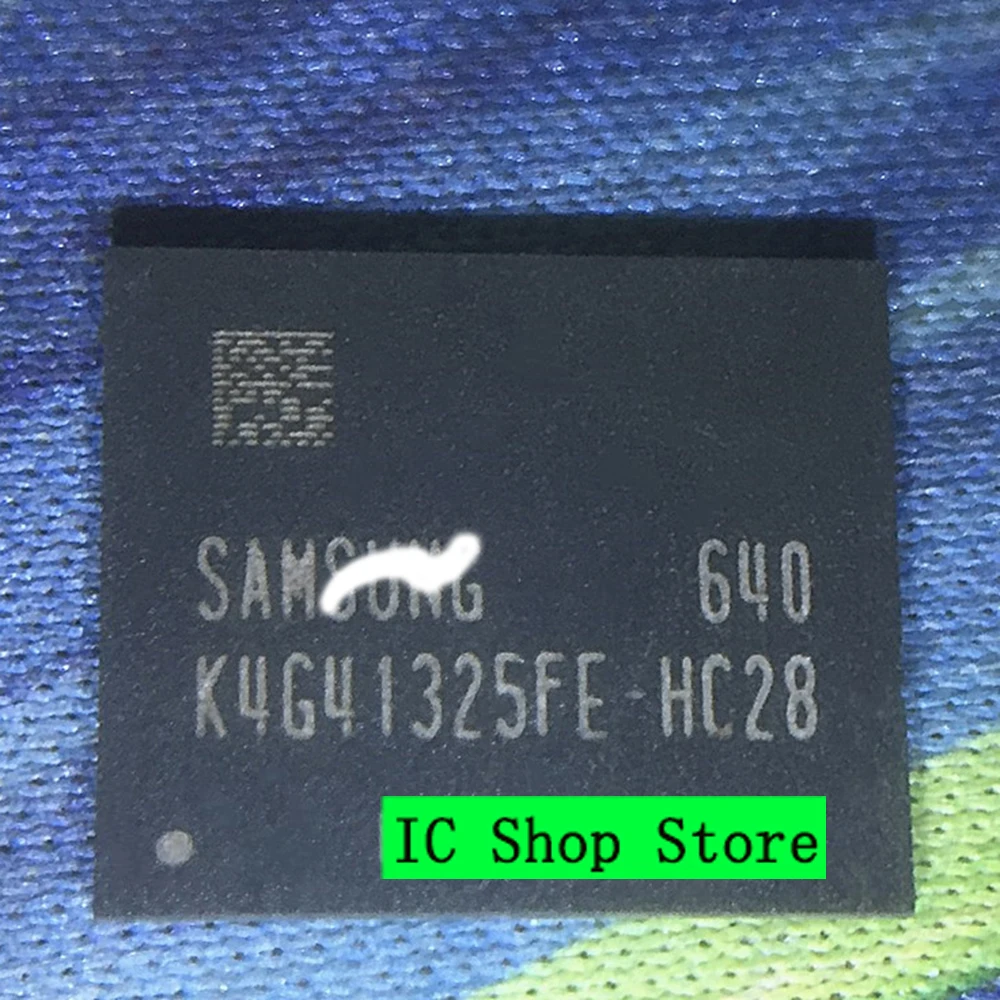 SAMSUNG 640
K4G41325FE-HC28
IC Shop Store